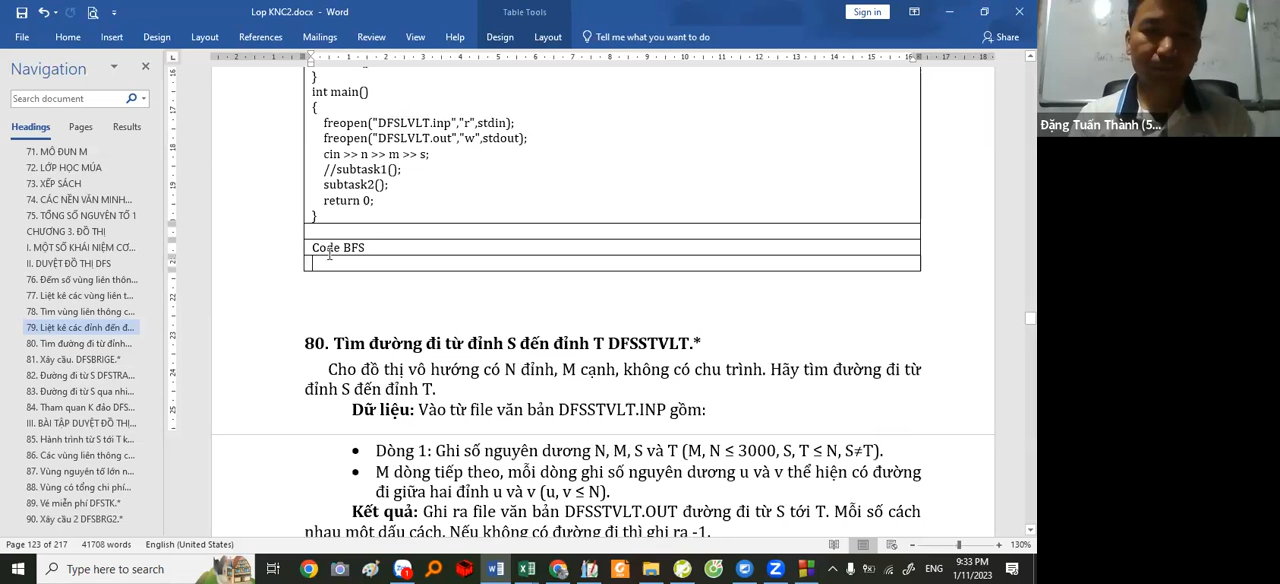 Lop KNC2.docx - Word
Table Tools
Sign in
File
Home
Insert
Design
Layout
References
Mailings
Review
View
Help
Design
Layout
Tell me what you want to do
Share
Navigation
Search document
Headings
Pages
Results
71. MÔ ĐUN M
72. LỚP HỌC MÚA
73. XẾP SÁCH
74. CÁC NỀN VĂN MINH...
75. TỔNG SỐ NGUYÊN TỐ 1
CHƯƠNG 3. ĐỒ THỊ
I. MỘT SỐ KHÁI NIỆM CƠ...
II. DUYỆT ĐỒ THỊ DFS
76. Đếm số vùng liên thôn...
77. Liệt kê các vùng liên t...
78. Tìm vùng liên thông c...
79. Liệt kê các đỉnh đến đ...
80. Tìm đường đi từ đỉnh...
81. Xây cầu. DFSBRIGE.*
82. Đường đi từ S DFSTRA...
83. Đường đi từ S qua nhi...
84. Tham quan K đảo DFS...
III. BÀI TẬP DUYỆT ĐỒ THỊ...
85. Hành trình từ S tới T k...
86. Các vùng liên thông c...
87. Vùng nguyên tố lớn n...
88. Vùng có tổng chi phí...
89. Vé miễn phí DFSTK.*
90. Xây cầu 2 DFSBRG2.*
}
int main()
{
freopen("DFSLVLT.inp","r",stdin);
freopen("DFSLVLT.out","w",stdout);
cin >> n >> m >> s;
//subtask1();
subtask2();
return 0;
}
Code BFS
80. Tìm đường đi từ đỉnh S đến đỉnh T DFSSTVLT.*
Cho đồ thị vô hướng có N đỉnh, M cạnh, không có chu trình. Hãy tìm đường đi từ
đỉnh S đến đỉnh T.
Dữ liệu: Vào từ file văn bản DFSSTVLT.INP gồm:
• Dòng 1: Ghi số nguyên dương N, M, S và T (M, N ≤ 3000, S, T ≤ N, S≠T).
• M dòng tiếp theo, mỗi dòng ghi số nguyên dương u và v thể hiện có đường
đi giữa hai đỉnh u và v (u, v ≤ N).
Kết quả: Ghi ra file văn bản DFSSTVLT.OUT đường đi từ S tới T. Mỗi số cách
nhau một dấu cách. Nếu không có đường đi thì ghi ra -1.
Đặng Tuấn Thành (5...
Page 123 of 217
41708 words
English (United States)
130%
Type here to search
ENG
9:33 PM
1/11/2023